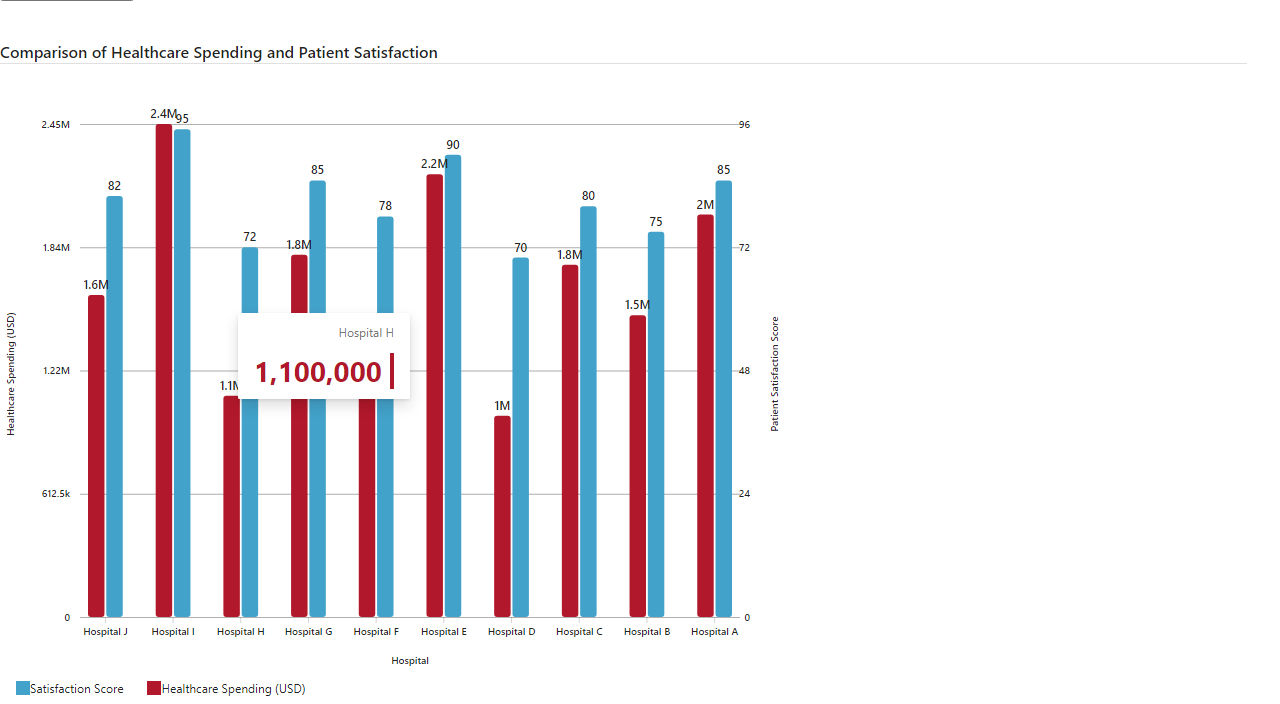 Comparison of Healthcare Spending and Patient Satisfaction
2.4M 95
2.45M 96
90
2.2M
85 85
82
2M
80
78
75
72
1.8M
1.84M 72
70
1.8M
1.6M
1.5M
Hospital H
1,100,000
1.22M 48
1.1M
1M
612.5k 24
0 0
Healthcare Spending (USD)
Patient Satisfaction Score
Hospital J Hospital I Hospital H Hospital G Hospital F Hospital E Hospital D Hospital C Hospital B Hospital A
Hospital
Satisfaction Score Healthcare Spending (USD)